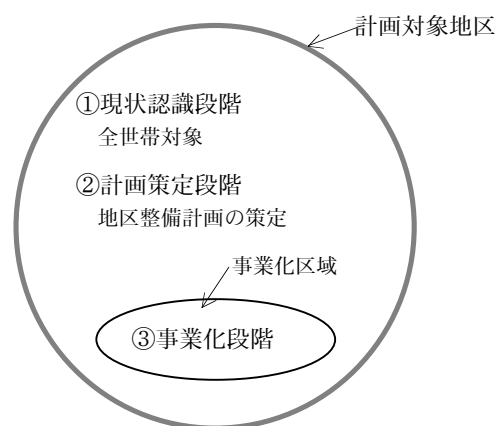 計画対象地区
①現状認識段階
全世帯対象
②計画策定段階
地区整備計画の策定
事業化区域
③事業化段階